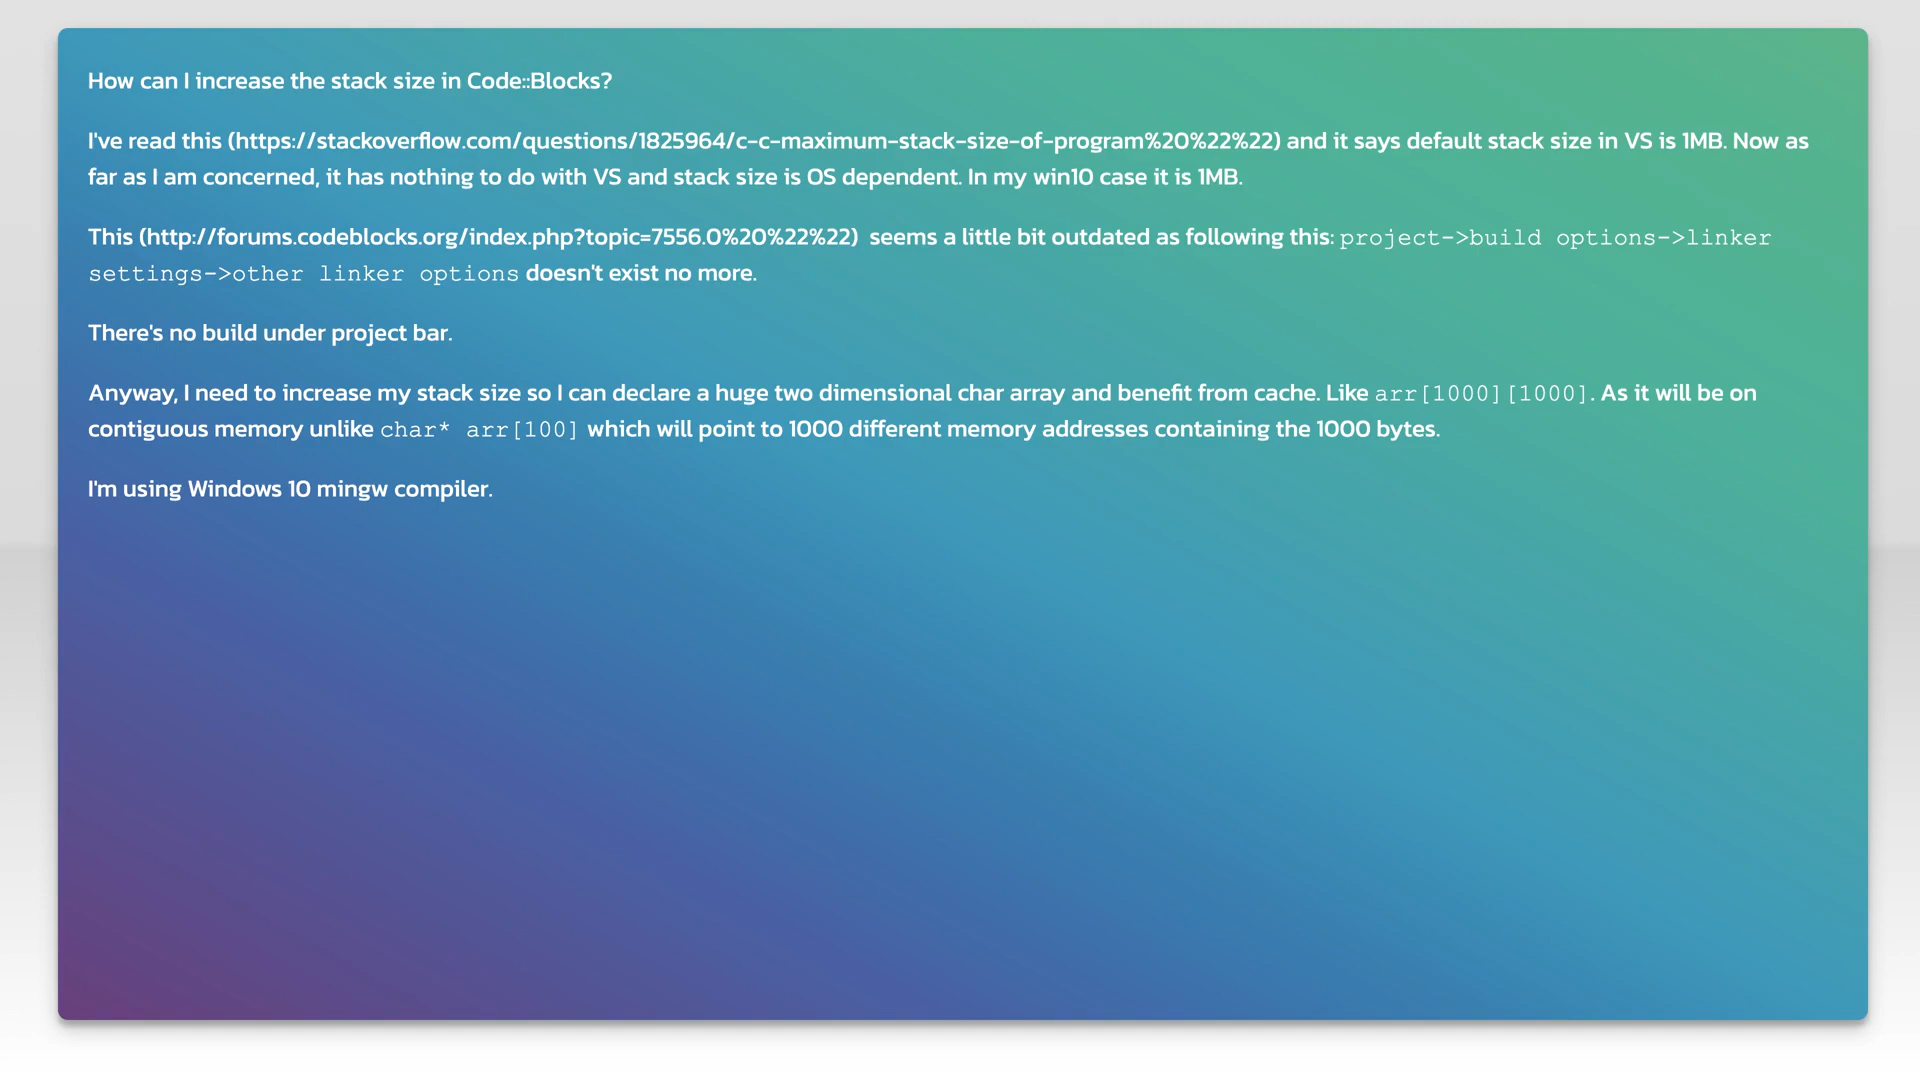 How can I increase the stack size in Code::Blocks?
I've read this (https://stackoverflow.com/questions/1825964/c-c-maximum-stack-size-of-program%20%22%22) and it says default stack size in VS is 1MB. Now as
far as I am concerned, it has nothing to do with VS and stack size is OS dependent. In my win10 case it is 1MB.
This (http://forums.codeblocks.org/index.php?topic=7556.0%20%22%22)  seems a little bit outdated as following this: project->build options->linker
settings->other linker options doesn't exist no more.
There's no build under project bar.
Anyway, I need to increase my stack size so I can declare a huge two dimensional char array and benefit from cache. Like arr[1000][1000]. As it will be on
contiguous memory unlike char* arr[100] which will point to 1000 different memory addresses containing the 1000 bytes.
I'm using Windows 10 mingw compiler.